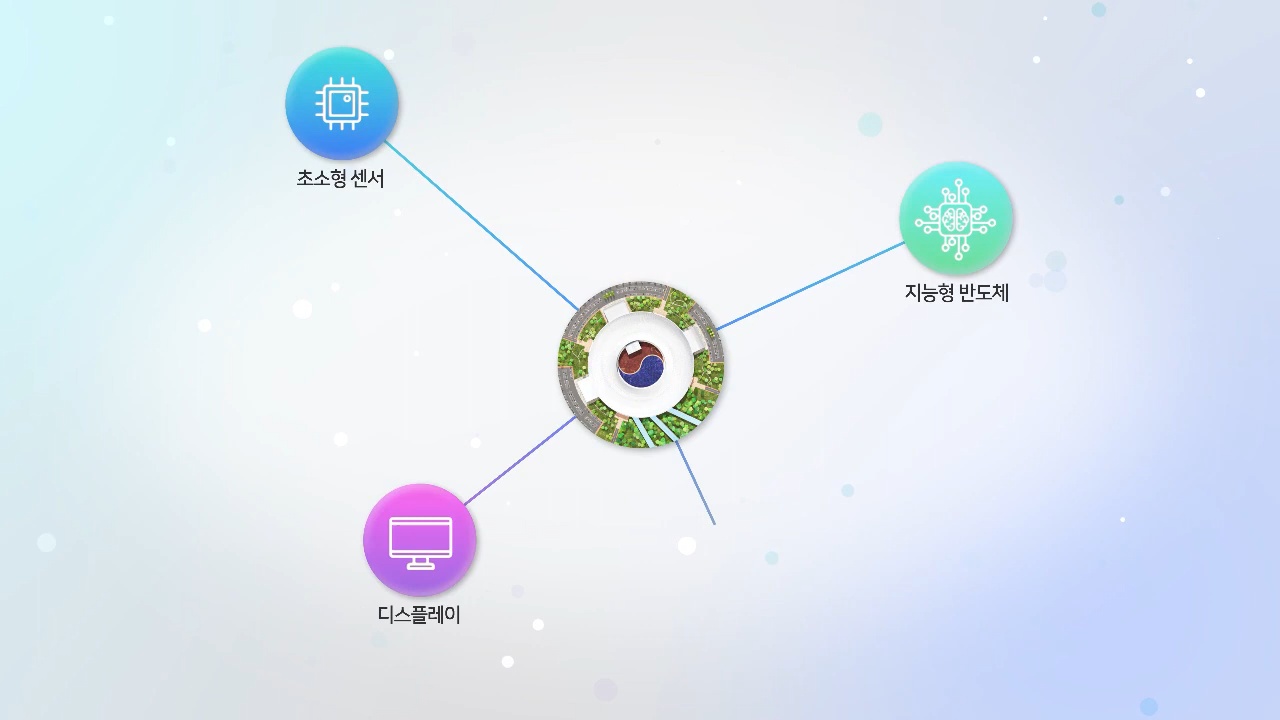 초소형 센서
지능형 반도체
디스플레이